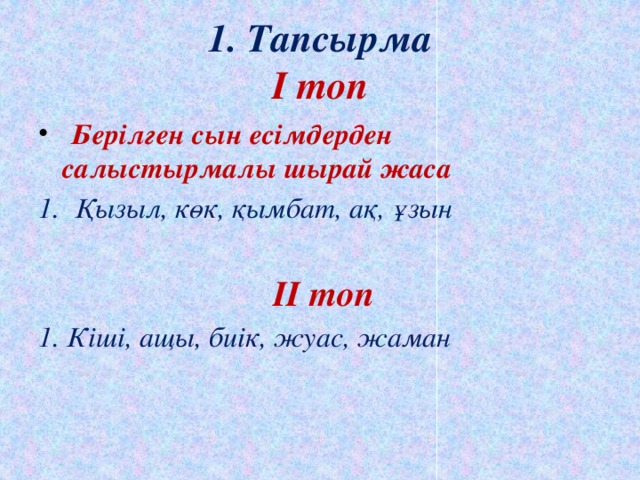 1. Тапсырма
I топ
• Берілген сын есімдерден
салыстырмалы шырай жаса
1. Қызыл, көк, қымбат, ақ, ұзын
II топ
1. Кіші, ащы, биік, жуас, жаман